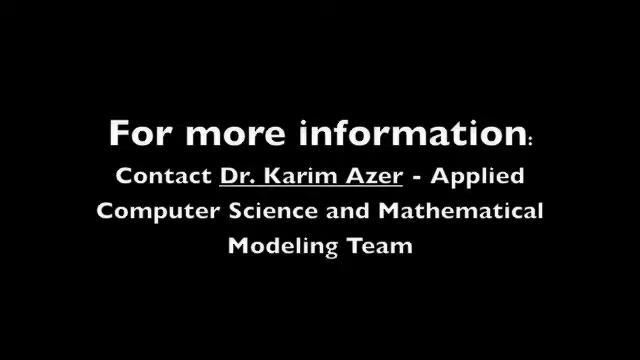 For more information:
Contact Dr. Karim Azer - Applied
Computer Science and Mathematical
Modeling Team